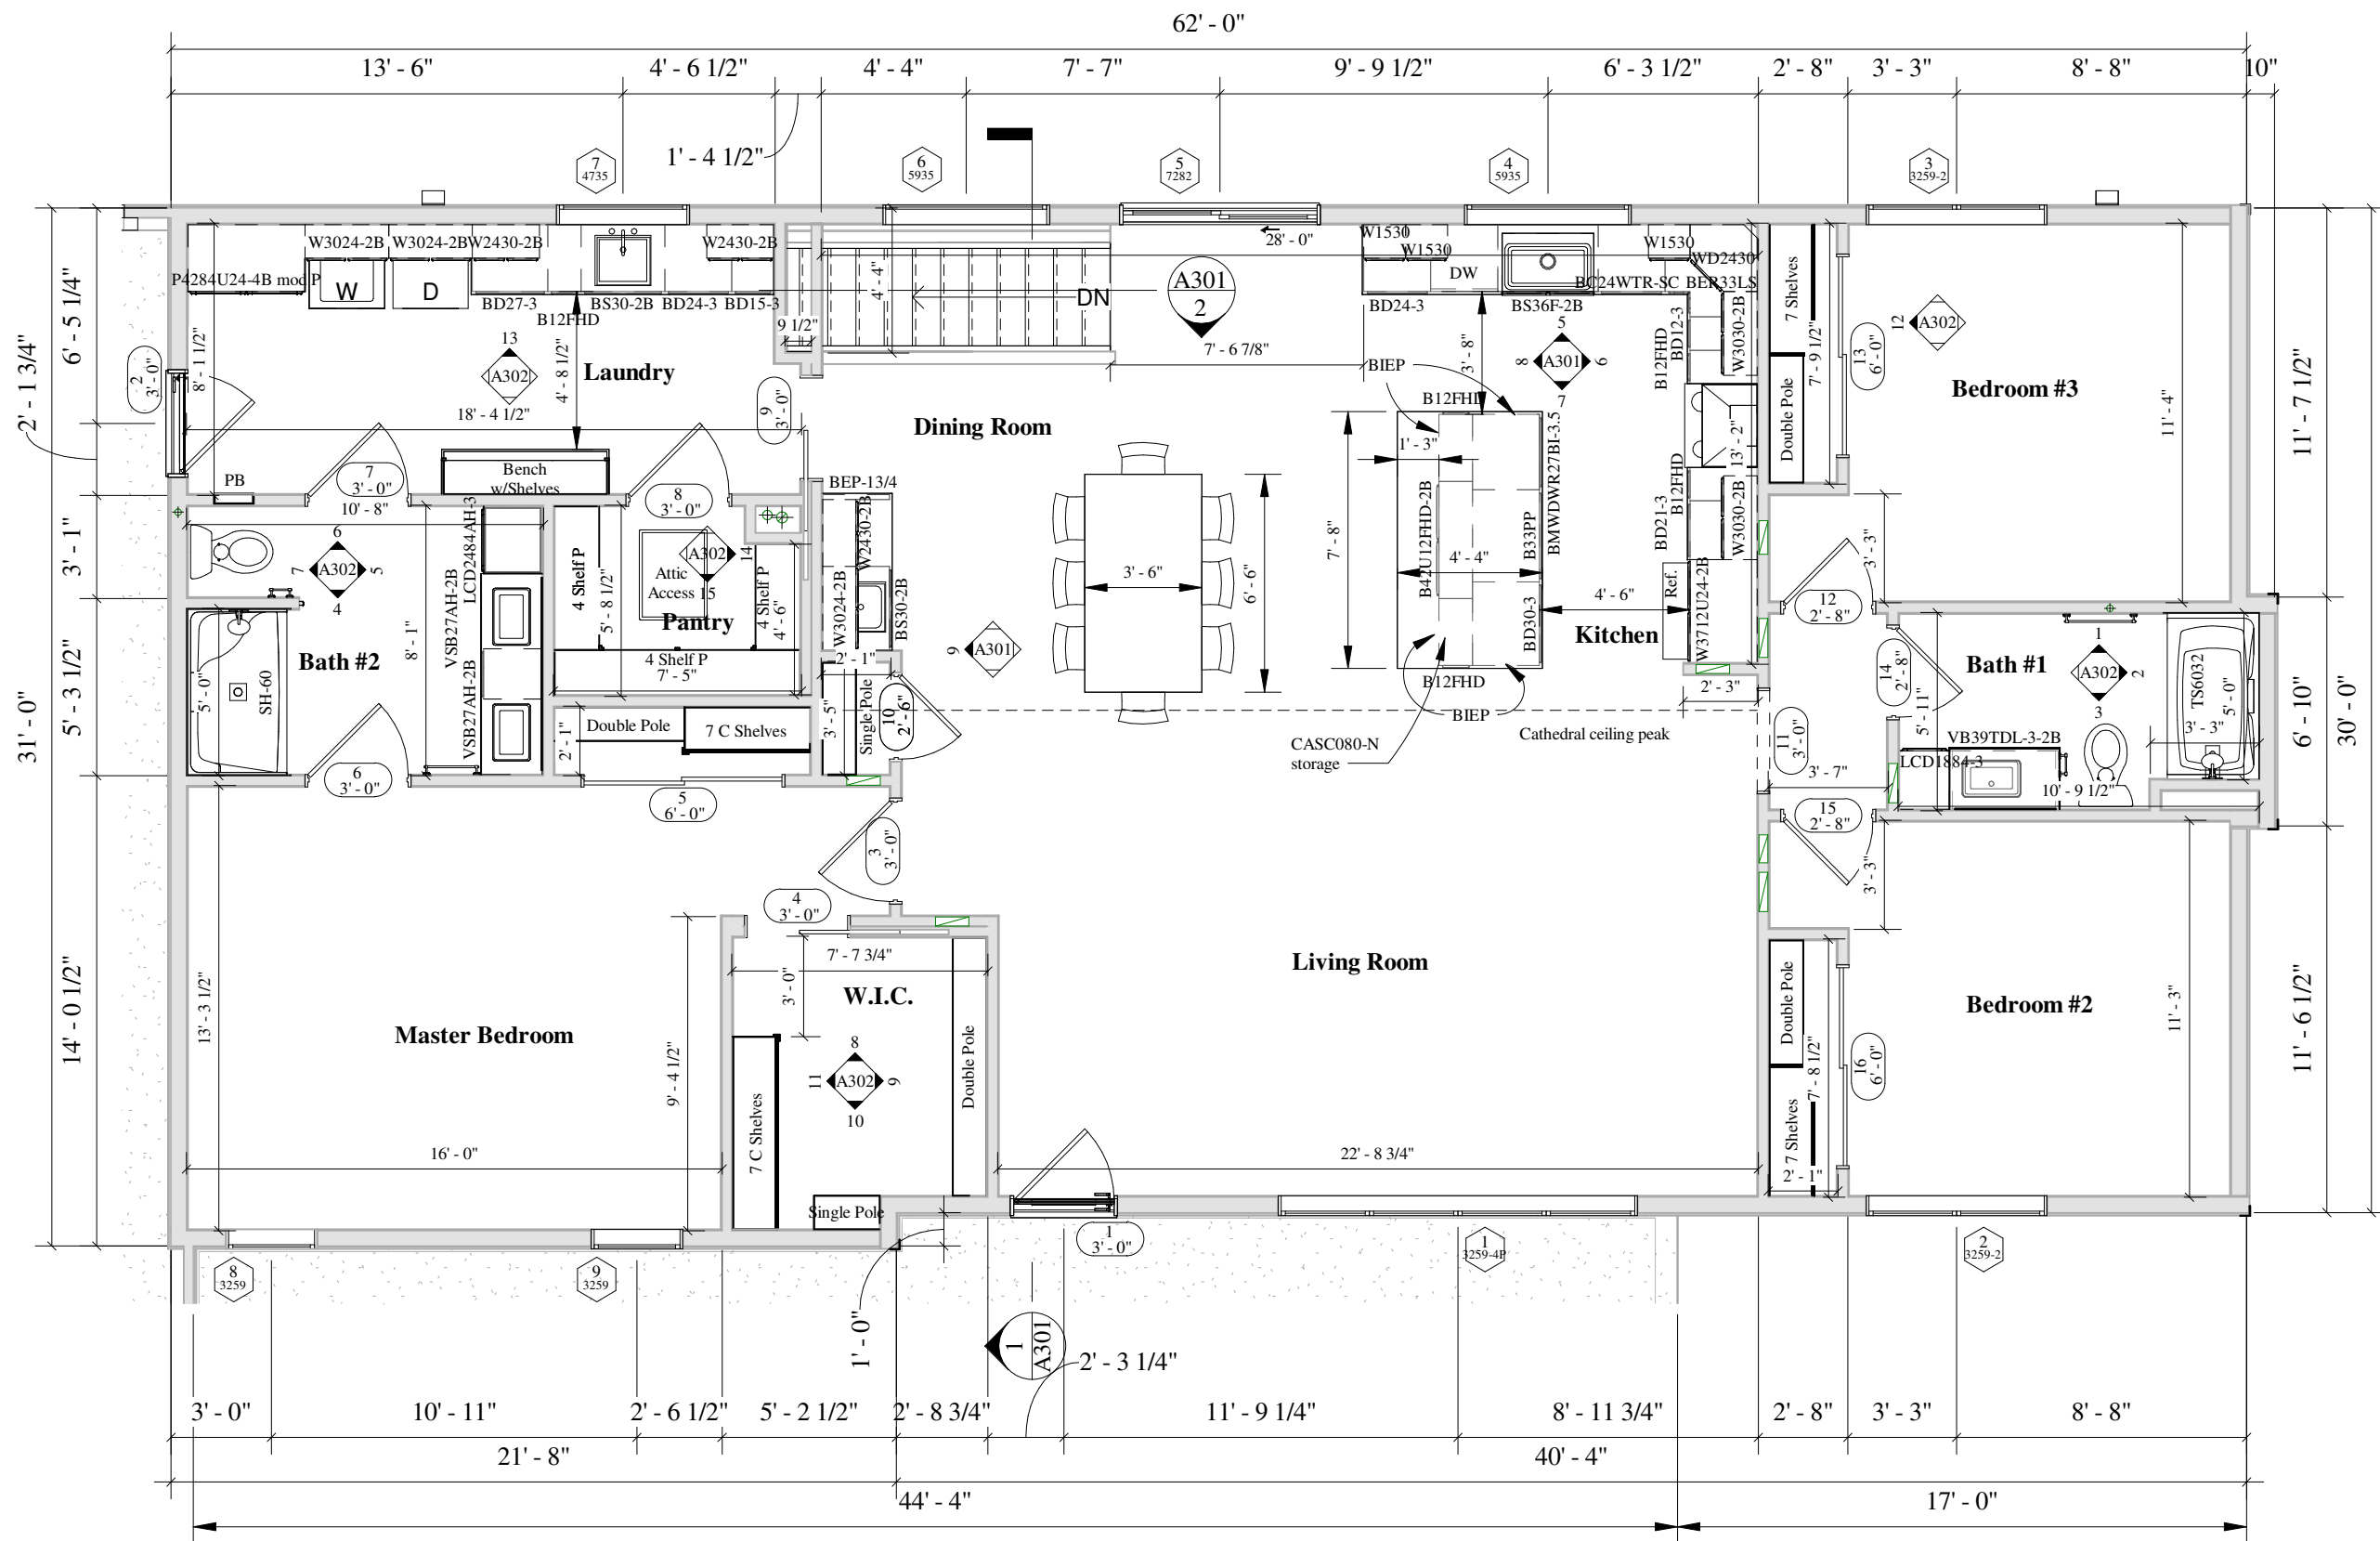 62' - 0"
13' - 6"
4' - 6 1/2"
4' - 4"
7' - 7"
9' - 9 1/2"
6' - 3 1/2"
2' - 8"
3' - 3"
8' - 8"
10"
1' - 4 1/2"
7
4735
6
5935
5
7282
4
5935
3
3259-2
28' - 0"
W3024-2B
W3024-2B
W2430-2B
W2430-2B
P4284U24-4B mod P
W
D
BD27-3
B12FHD
BS30-2B
BD24-3
BD15-3
4' - 4"
DN
A301
2
9 1/2"
7' - 6 7/8"
W1530
W1530
DW
BD24-3
BS36F-2B
W1530
WD2430
BC24WTR-SC
BER33LS
7 Shelves
Double Pole
7' - 9 1/2"
13
6' - 0"
12
A302
Bedroom #3
11' - 4"
6' - 5 1/4"
2' - 1 3/4"
2
3' - 0"
8' - 1 1/2"
13
A302
Laundry
4' - 8 1/2"
18' - 4 1/2"
9
3' - 0"
Dining Room
BIEP
3' - 8"
5
8
A301
6
7
B12FHD
BD12-3
W3030-2B
B12FHD
1' - 3"
BMWDWR27BI-3.5
13' - 2"
11' - 7 1/2"
PB
7
3' - 0"
Bench
w/Shelves
8
3' - 0"
BEP-13/4
10' - 8"
6
7
A302
5
4
LCD2484AH-3
VSB27AH-2B
VSB27AH-2B
8' - 1"
4 Shelf P
5' - 8 1/2"
Attic
Access 15
A302
14
Pantry
4 Shelf P
4' - 6"
4 Shelf P
7' - 5"
W2430-2B
W3024-2B
BS30-2B
9
A301
3' - 6"
6' - 6"
7' - 8"
B42U12FHD-2B
4' - 4"
B33PP
BD30-3
4' - 6"
BD21-3
B12FHD
W3030-2B
Ref.
W3712U24-2B
Kitchen
B12FHD
BIEP
CASC080-N
storage
2' - 3"
Cathedral ceiling peak
3' - 3"
12
2' - 8"
14
2' - 8"
Bath #1
1
A302
2
3
5' - 11"
TS6032
5' - 0"
3' - 3"
VB39TDL-3-2B
LCD1884-3
10' - 9 1/2"
11
3' - 0"
3' - 7"
15
2' - 8"
3' - 3"
6' - 10"
30' - 0"
3' - 1"
5' - 3 1/2"
31' - 0"
Bath #2
5' - 0"
SH-60
6
3' - 0"
2' - 1"
Double Pole
7 C Shelves
5
6' - 0"
2' - 1"
3' - 5"
Single Pole
10
2' - 6"
3
3' - 0"
4
3' - 0"
7' - 7 3/4"
3' - 0"
W.I.C.
8
11
A302
9
10
Double Pole
7 C Shelves
Single Pole
9' - 4 1/2"
13' - 3 1/2"
14' - 0 1/2"
Master Bedroom
16' - 0"
Living Room
22' - 8 3/4"
Double Pole
7 Shelves
7' - 8 1/2"
2' - 1"
16
6' - 0"
Bedroom #2
11' - 3"
11' - 6 1/2"
8
3259
9
3259
1
3' - 0"
1
3259-4P
2
3259-2
1' - 0"
1
A301
2' - 3 1/4"
3' - 0"
10' - 11"
2' - 6 1/2"
5' - 2 1/2"
2' - 8 3/4"
11' - 9 1/4"
8' - 11 3/4"
2' - 8"
3' - 3"
8' - 8"
21' - 8"
40' - 4"
44' - 4"
17' - 0"